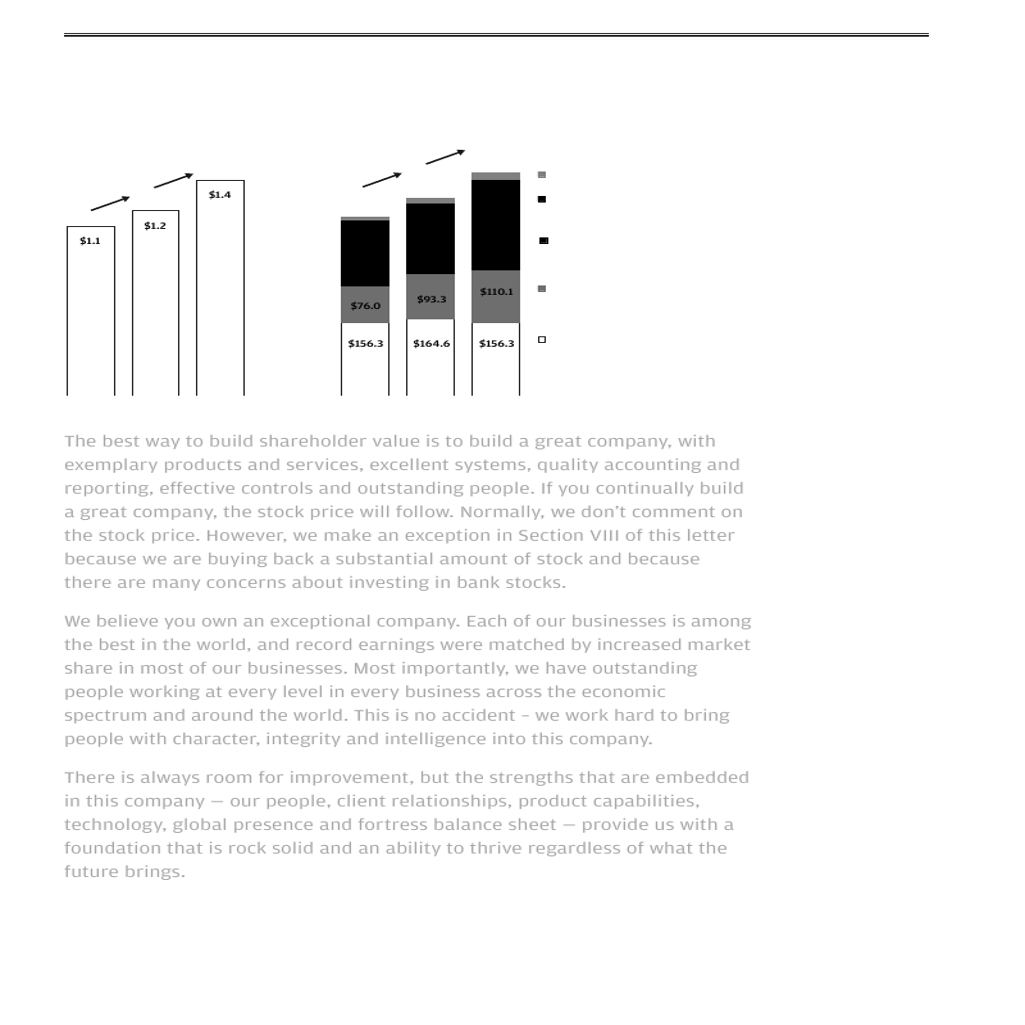 $1.1
$1.2
$1.4
$76.0
$93.3
$110.1
$156.3
$164.6
$156.3
The best way to build shareholder value is to build a great company, with
exemplary products and services, excellent systems, quality accounting and
reporting, effective controls and outstanding people. If you continually build
a great company, the stock price will follow. Normally, we don’t comment on
the stock price. However, we make an exception in Section VIII of this letter
because we are buying back a substantial amount of stock and because
there are many concerns about investing in bank stocks.
We believe you own an exceptional company. Each of our businesses is among
the best in the world, and record earnings were matched by increased market
share in most of our businesses. Most importantly, we have outstanding
people working at every level in every business across the economic
spectrum and around the world. This is no accident – we work hard to bring
people with character, integrity and intelligence into this company.
There is always room for improvement, but the strengths that are embedded
in this company — our people, client relationships, product capabilities,
technology, global presence and fortress balance sheet — provide us with a
foundation that is rock solid and an ability to thrive regardless of what the
future brings.